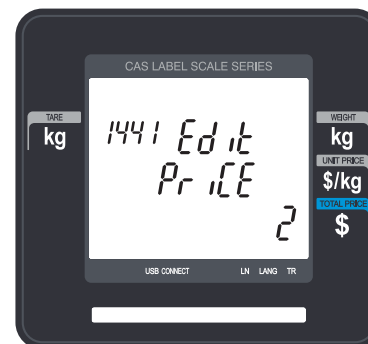 CAS LABEL SCALE SERIES
TARE
kg
1441 Edit
PriCE
2
WEIGHT
kg
UNIT PRICE
$/kg
TOTAL PRICE
$
USB CONNECT LN LANG TR